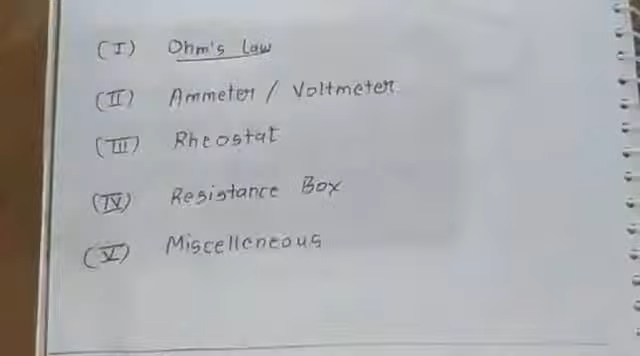 (I) Ohm's Law
(II) Ammeter / Voltmeter
(III) Rheostat
(IV) Resistance Box
(V) Miscelleneous